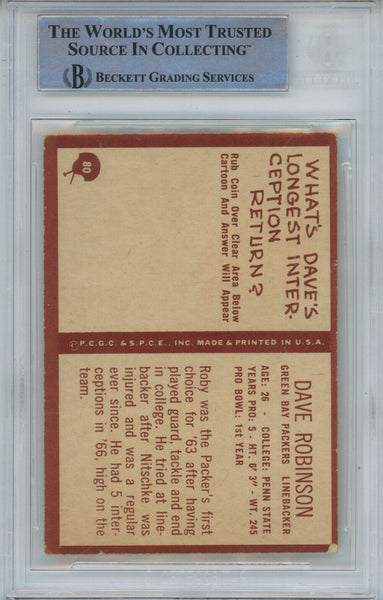 THE WORLD'S MOST TRUSTED
SOURCE IN COLLECTING™
B BECKETT GRADING SERVICES
80
WHAT'S DAVE'S
LONGEST INTER-
CEPTION
RETURN?
Rub Coin Over Clear Area Below
Cartoon And Answer Will Appear
©P.C.G.C. & S.P.C.E., INC. MADE & PRINTED IN U.S.A.
DAVE ROBINSON
GREEN BAY PACKERS LINEBACKER
AGE: 26 COLLEGE: PENN STATE
YEARS PRO: 5 - HT. 6' 3" - WT. 245
PRO BOWL: 1st YEAR
Roby was the Packer's first
choice for '63 after having
played guard, tackle and end
in college. He tried at line-
backer after Nitschke was
injured and was a regular
ever since. He had 5 inter-
ceptions in '66, high on the
team.